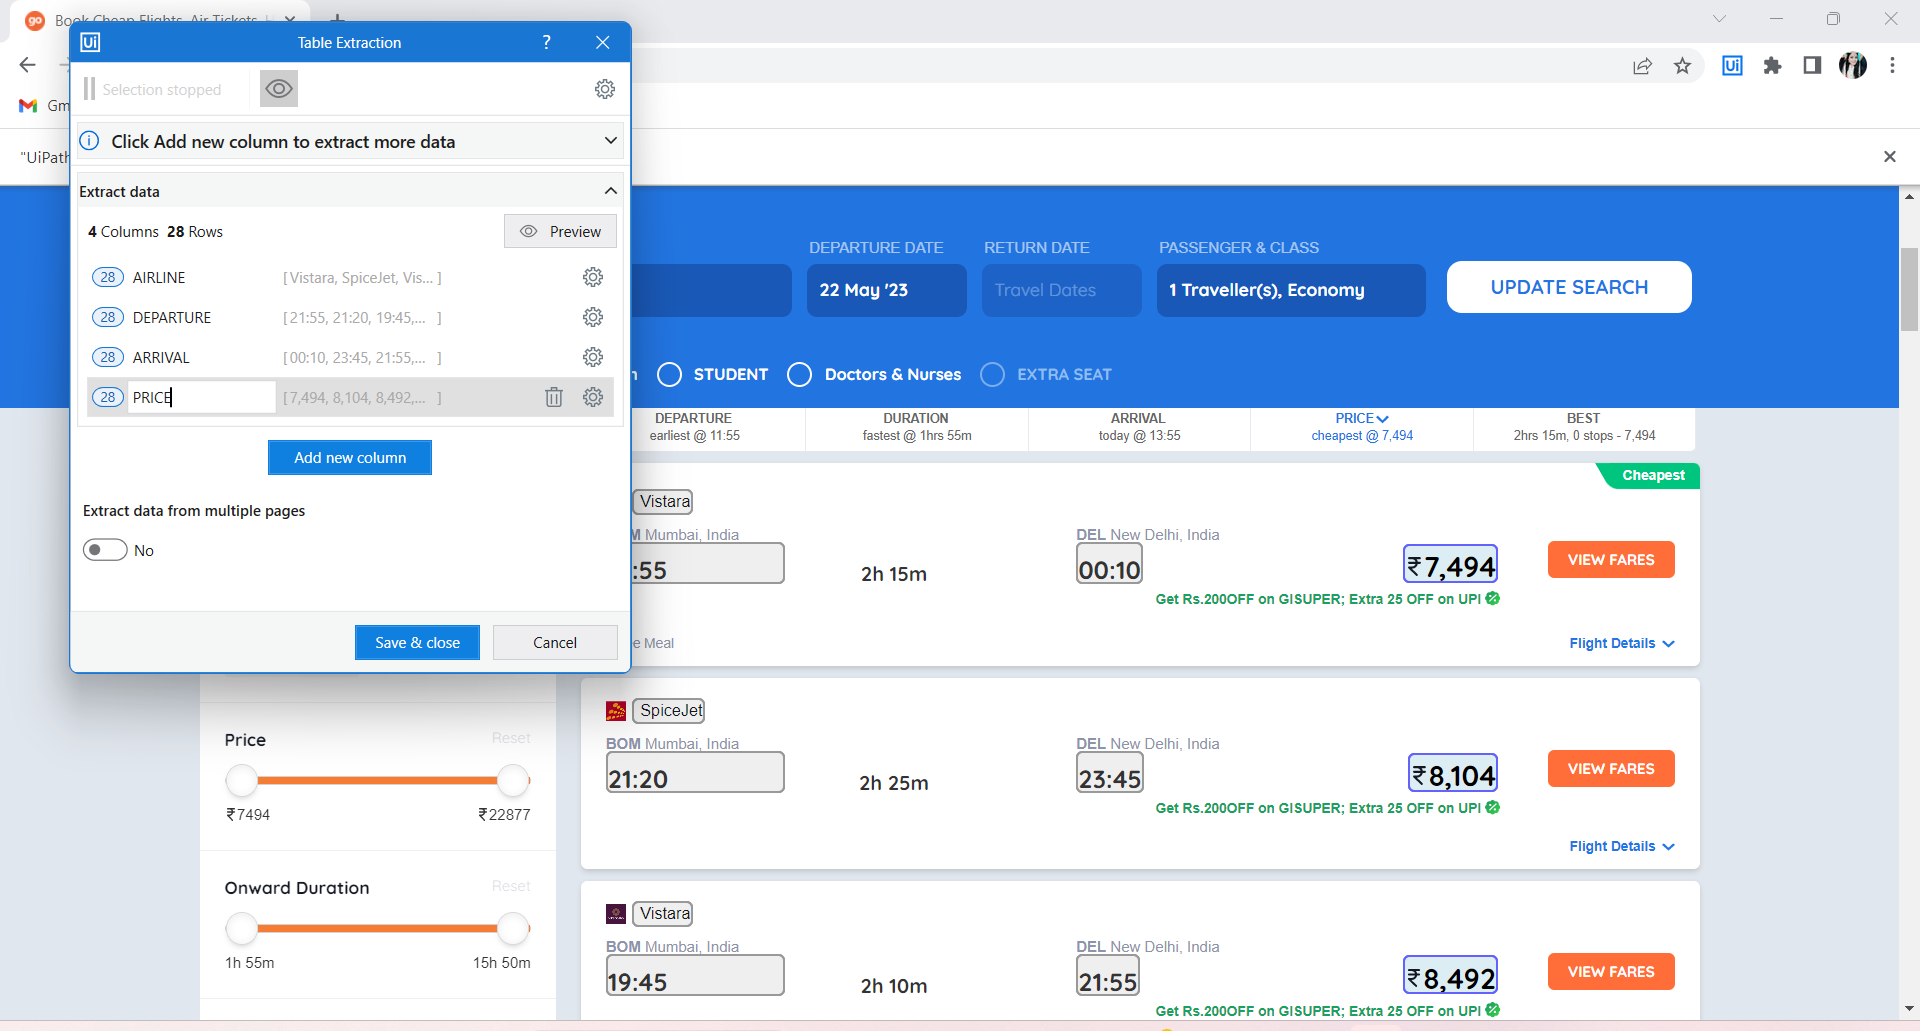 go Book Cheap Flights, Air Tickets
Ui Table Extraction ?
Selection stopped
Ui
Gm
Click Add new column to extract more data
"UiPath
Extract data
4 Columns 28 Rows
Preview
28 AIRLINE [Vistara, SpiceJet, Vis... ]
28 DEPARTURE [21:55, 21:20, 19:45,... ]
28 ARRIVAL [00:10, 23:45, 21:55,... ]
28 PRICE [7,494, 8,104, 8,492,... ]
Add new column
Extract data from multiple pages
No
Save & close
Cancel
DEPARTURE DATE RETURN DATE PASSENGER & CLASS
22 May '23 Travel Dates 1 Traveller(s), Economy UPDATE SEARCH
n STUDENT Doctors & Nurses EXTRA SEAT
DEPARTURE DURATION ARRIVAL PRICE BEST
earliest @ 11:55 fastest @ 1hrs 55m today @ 13:55 cheapest @ 7,494 2hrs 15m, 0 stops - 7,494
Cheapest
Vistara
M Mumbai, India DEL New Delhi, India
:55 2h 15m 00:10 ₹7,494 VIEW FARES
Get Rs.200OFF on GISUPER; Extra 25 OFF on UPI
e Meal Flight Details
SpiceJet
BOM Mumbai, India DEL New Delhi, India
21:20 2h 25m 23:45 ₹8,104 VIEW FARES
Get Rs.200OFF on GISUPER; Extra 25 OFF on UPI
Flight Details
Vistara
BOM Mumbai, India DEL New Delhi, India
19:45 2h 10m 21:55 ₹8,492 VIEW FARES
Get Rs.200OFF on GISUPER; Extra 25 OFF on UPI
Price Reset
₹7494 ₹22877
Onward Duration Reset
1h 55m 15h 50m